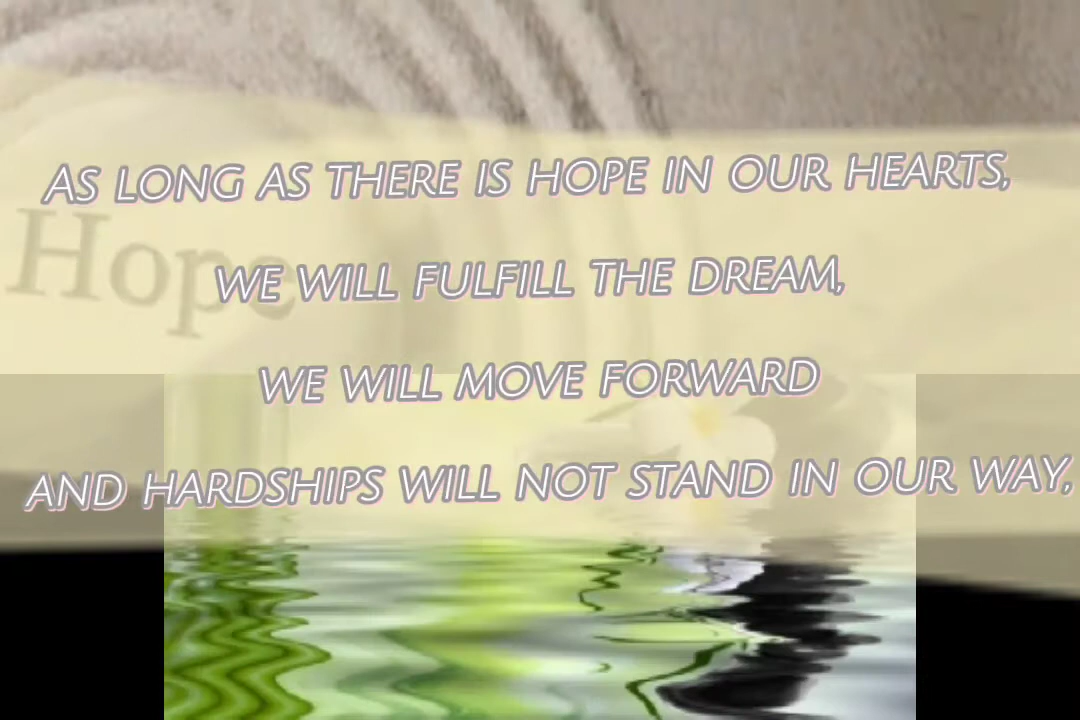 AS LONG AS THERE IS HOPE IN OUR HEARTS,
Hope
WE WILL FULFILL THE DREAM,
WE WILL MOVE FORWARD
AND HARDSHIPS WILL NOT STAND IN OUR WAY,